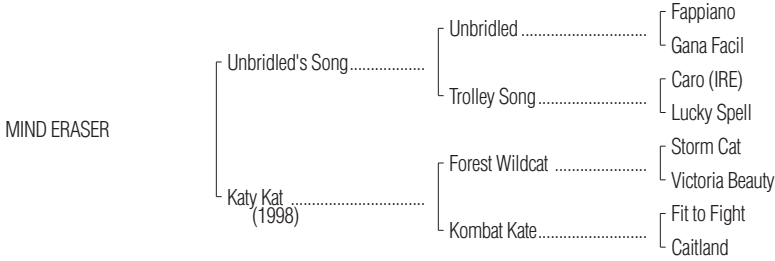 Fappiano
Unbridled ..............................
Gana Facil
Unbridled's Song..................
Caro (IRE)
Trolley Song..........................
Lucky Spell
MIND ERASER
Storm Cat
Forest Wildcat ......................
Victoria Beauty
Katy Kat ................................
(1998)
Fit to Fight
Kombat Kate..........................
Caitland